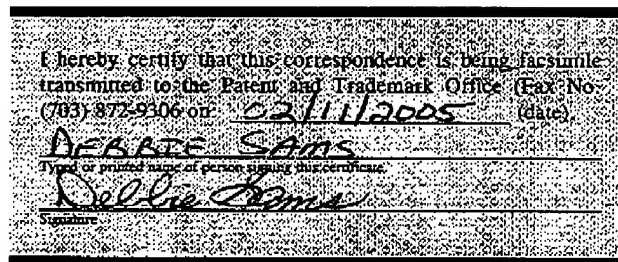 I hereby certify that this correspondence is being facsimile
transmitted to the Patent and Trademark Office (Fax No.
(703) 872-9306 on 02/11/2005 (date).
DEBBIE SAMS
Typed or printed name of person signing this certificate.
Debbie Sams
Signature